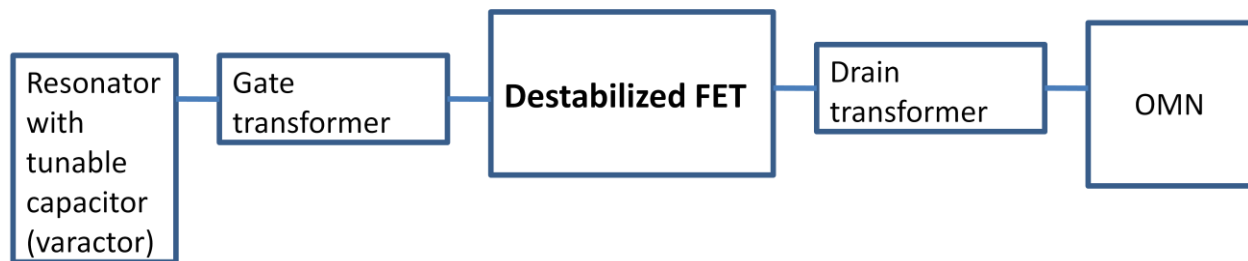 Resonator
with
tunable
capacitor
(varactor)
Gate
transformer
Destabilized FET
Drain
transformer
OMN